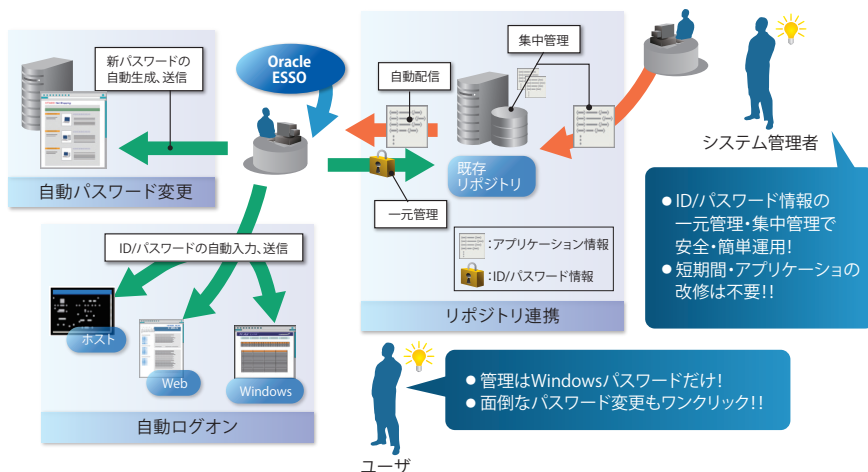 新パスワードの
自動生成、送信
Oracle
ESSO
自動パスワード変更
自動配信
集中管理
既存
リポジトリ
一元管理
:アプリケーション情報
:ID/パスワード情報
リポジトリ連携
システム管理者
● ID/パスワード情報の
一元管理・集中管理で
安全・簡単運用!
● 短期間・アプリケーショの
改修は不要!!
ID/パスワードの自動入力、送信
ホスト
Web
Windows
自動ログオン
● 管理はWindowsパスワードだけ!
● 面倒なパスワード変更もワンクリック!!
ユーザ